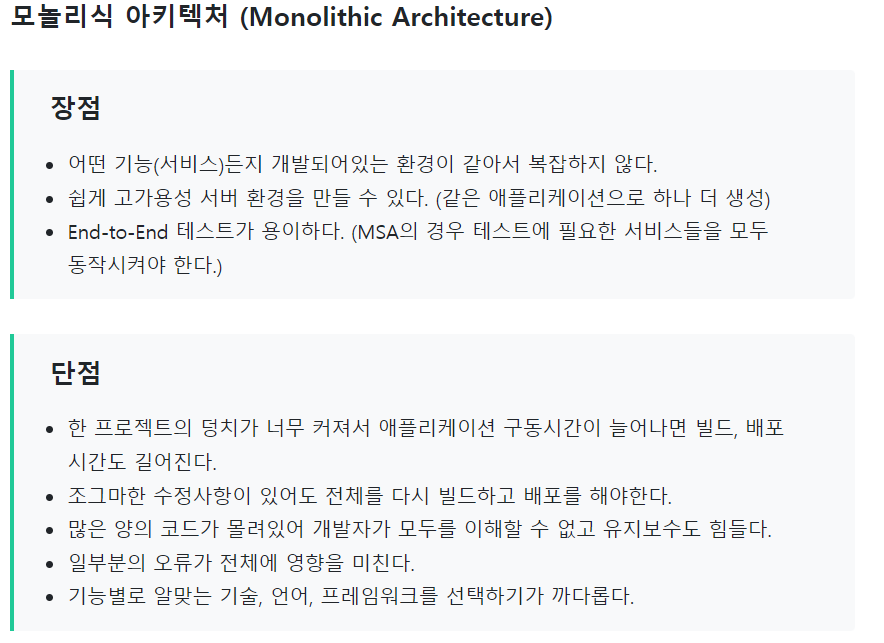 모놀리식 아키텍처 (Monolithic Architecture)
장점
어떤 기능(서비스)든지 개발되어있는 환경이 같아서 복잡하지 않다.
쉽게 고가용성 서버 환경을 만들 수 있다. (같은 애플리케이션으로 하나 더 생성)
End-to-End 테스트가 용이하다. (MSA의 경우 테스트에 필요한 서비스들을 모두
동작시켜야 한다.)
단점
한 프로젝트의 덩치가 너무 커져서 애플리케이션 구동시간이 늘어나면 빌드, 배포
시간도 길어진다.
조그마한 수정사항이 있어도 전체를 다시 빌드하고 배포를 해야한다.
많은 양의 코드가 몰려있어 개발자가 모두를 이해할 수 없고 유지보수도 힘들다.
일부분의 오류가 전체에 영향을 미친다.
기능별로 알맞는 기술, 언어, 프레임워크를 선택하기가 까다롭다.